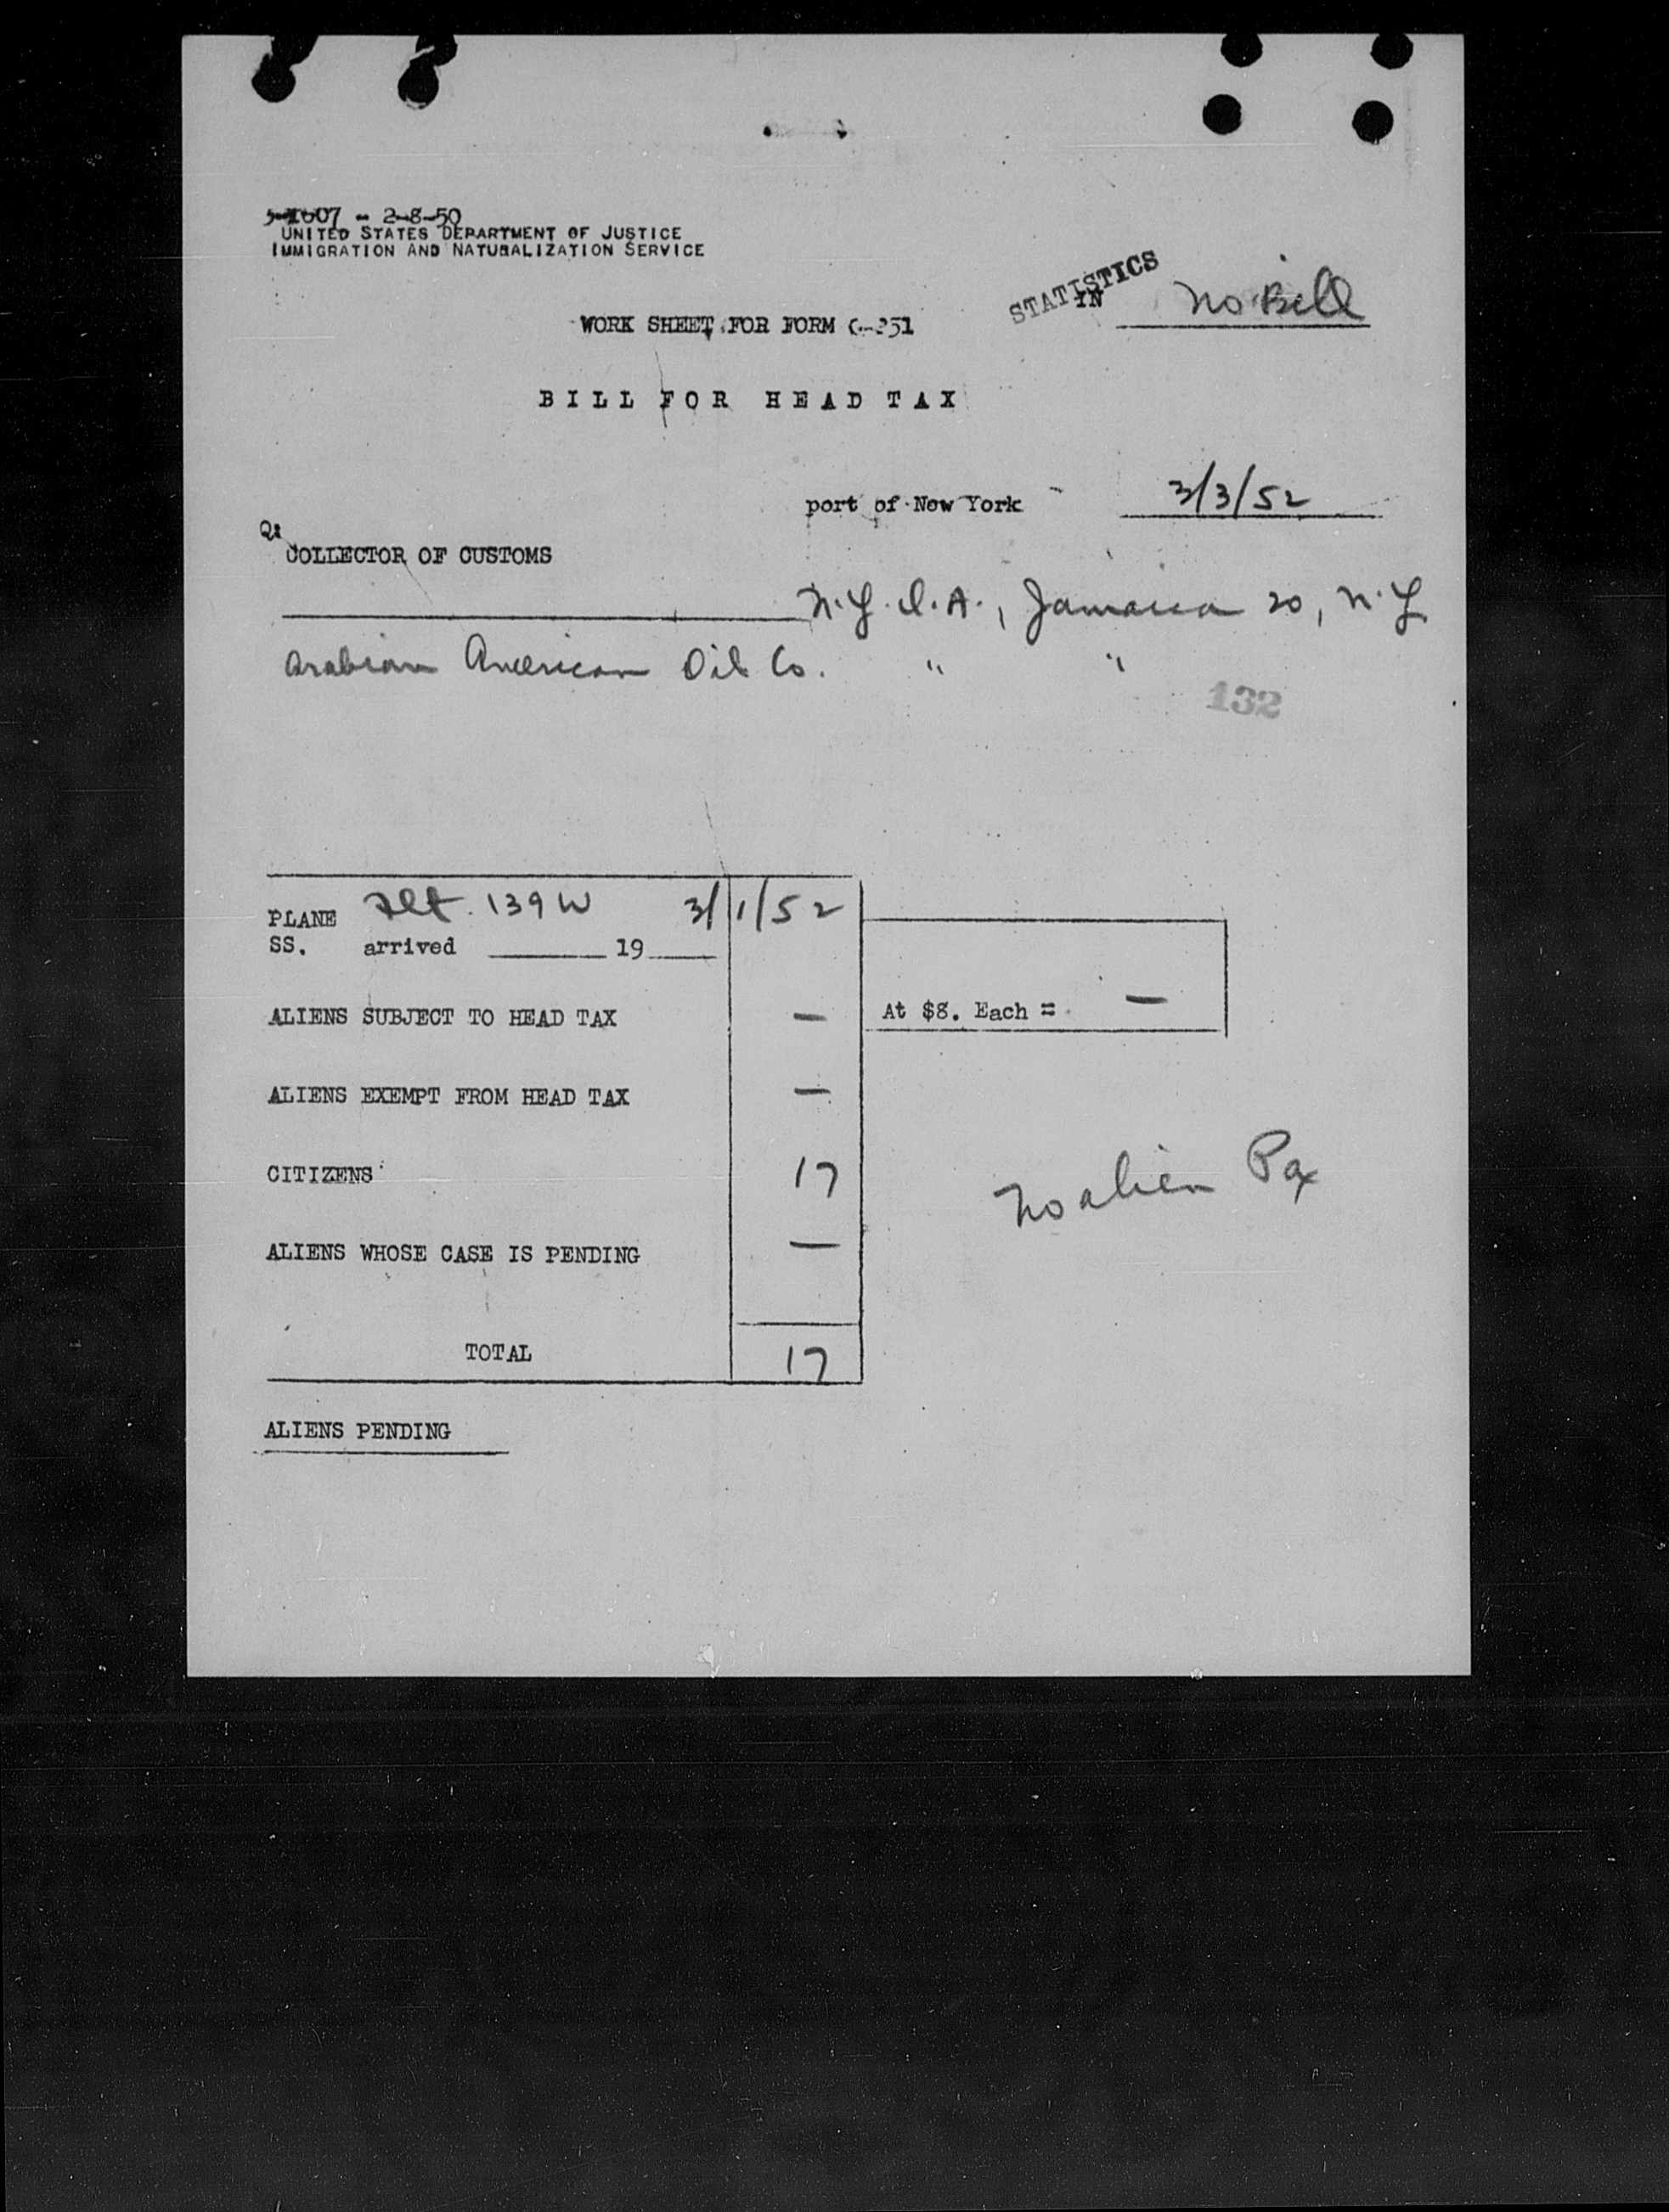 3-1607 - 2-8-50
UNITED STATES DEPARTMENT OF JUSTICE
IMMIGRATION AND NATURALIZATION SERVICE
STATISTICS
IN No Bill
WORK SHEET FOR FORM G-251
BILL FOR HEAD TAX
port of New York 3/3/52
COLLECTOR OF CUSTOMS
N.Y.I.A., Jamaica 20, N.Y
Arabian American Oil Co. " "
132
PLANE Flt. 139W 3/1/52
SS. arrived 19
ALIENS SUBJECT TO HEAD TAX — At $8. Each = —
ALIENS EXEMPT FROM HEAD TAX —
CITIZENS 17
No alien Pax
ALIENS WHOSE CASE IS PENDING —
TOTAL 17
ALIENS PENDING